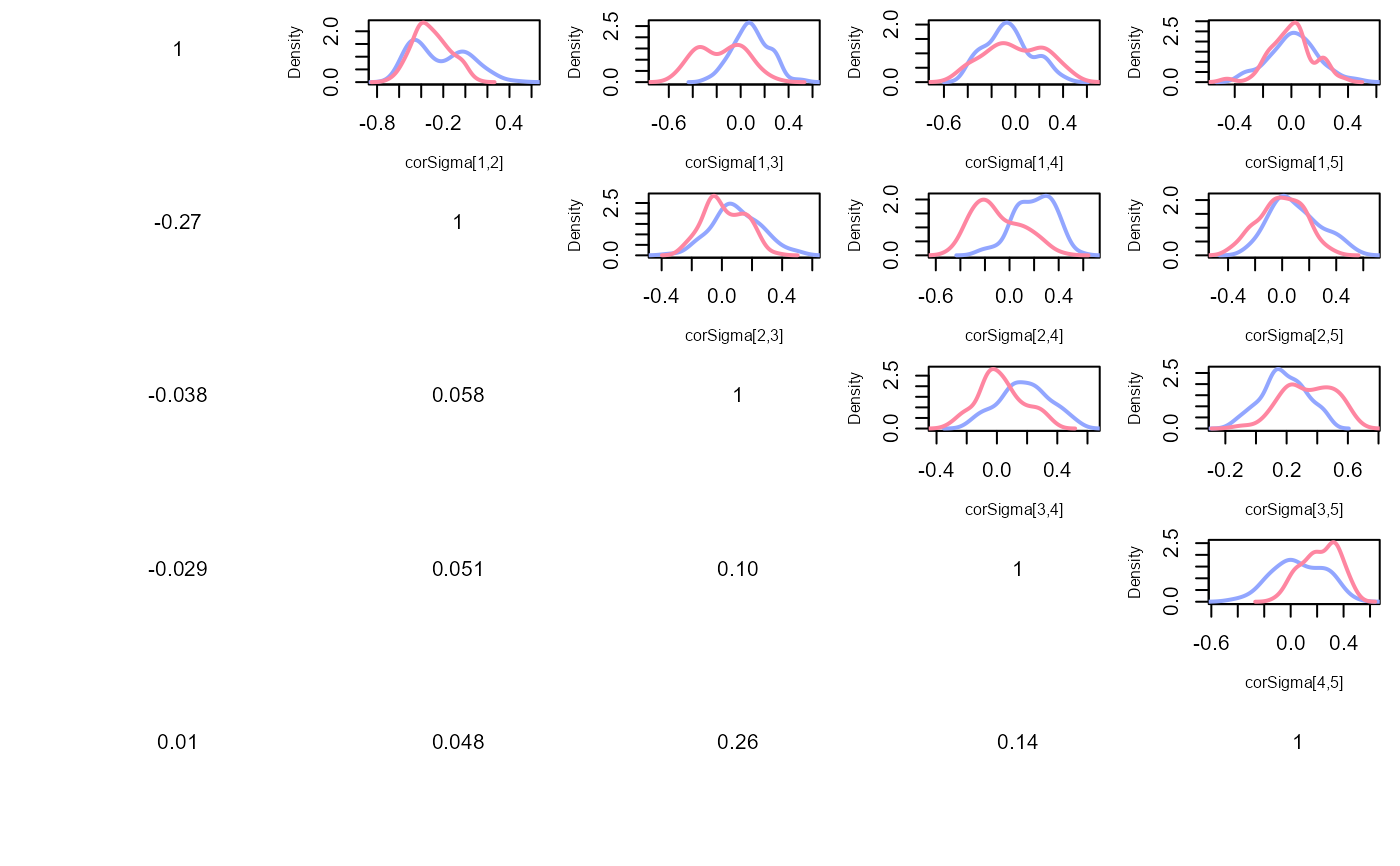 1
Density
0.0 2.0
-0.8 -0.2 0.4
corSigma[1,2]
Density
0.0 2.5
-0.6 0.0 0.4
corSigma[1,3]
Density
0.0 2.0
-0.6 0.0 0.4
corSigma[1,4]
Density
0.0 2.5
-0.4 0.0 0.4
corSigma[1,5]
-0.27
1
Density
0.0 2.5
-0.4 0.0 0.4
corSigma[2,3]
Density
0.0 2.0
-0.6 0.0 0.4
corSigma[2,4]
Density
0.0 2.0
-0.4 0.0 0.4
corSigma[2,5]
-0.038
0.058
1
Density
0.0 2.5
-0.4 0.0 0.4
corSigma[3,4]
Density
0.0 2.5
-0.2 0.2 0.6
corSigma[3,5]
-0.029
0.051
0.10
1
Density
0.0 2.5
-0.6 0.0 0.4
corSigma[4,5]
0.01
0.048
0.26
0.14
1